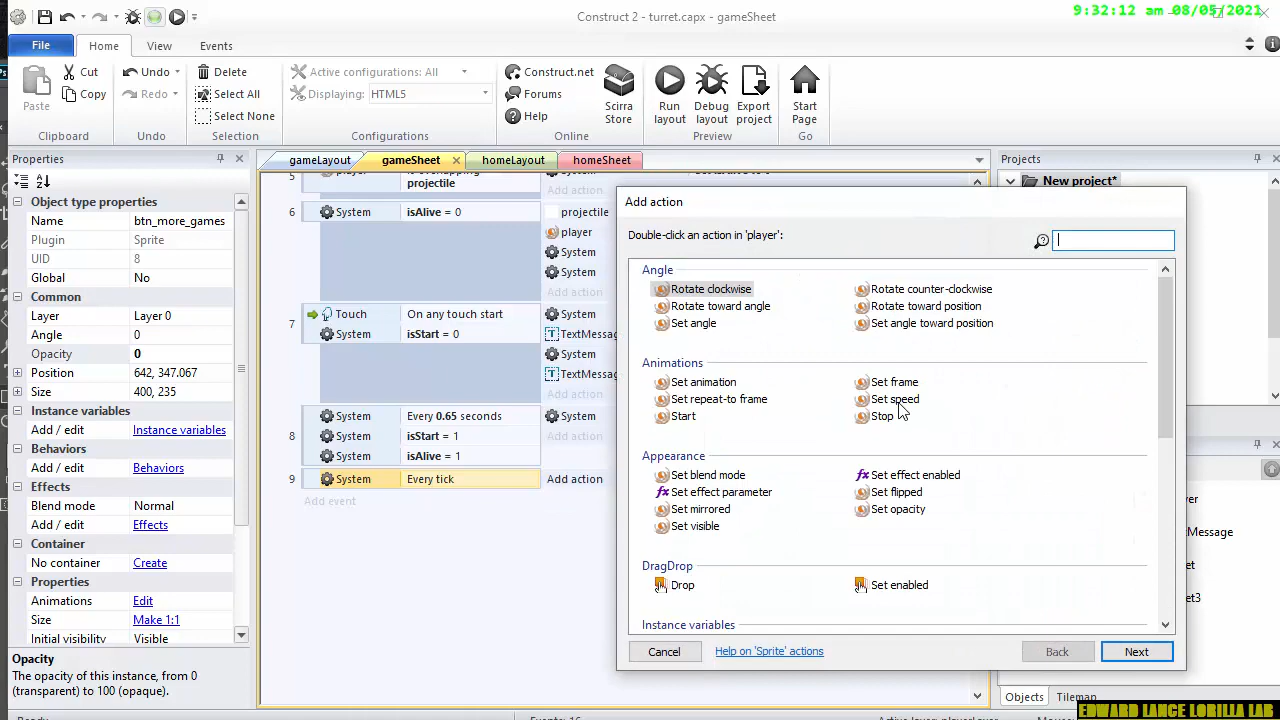 Construct 2 - turret.capx - gameSheet
9:32:12 am 08/05/2021
File
Home
View
Events
Paste
Cut
Copy
Clipboard
Undo
Redo
Undo
Delete
Select All
Select None
Selection
Active configurations: All
Displaying: HTML5
Configurations
Construct.net
Forums
Help
Scirra Store
Online
Run layout
Debug layout
Export project
Preview
Start Page
Go
Properties
Object type properties
Name btn_more_games
Plugin Sprite
UID 8
Global No
Common
Layer Layer 0
Angle 0
Opacity 0
Position 642, 347.067
Size 400, 235
Instance variables
Add / edit Instance variables
Behaviors
Add / edit Behaviors
Effects
Blend mode Normal
Add / edit Effects
Container
No container Create
Properties
Animations Edit
Size Make 1:1
Initial visibility Visible
Opacity
The opacity of this instance, from 0 (transparent) to 100 (opaque).
gameLayout
gameSheet
homeLayout
homeSheet
5
projectile
System
Add action
6 System isAlive = 0
projectile
player
System
System
Add action
7 Touch On any touch start
System isStart = 0
System
TextMessa
System
TextMessa
Add action
8
System Every 0.65 seconds System
System isStart = 1 Add action
System isAlive = 1
9 System Every tick Add action
Add event
Add action
Double-click an action in 'player':
Angle
Rotate clockwise
Rotate counter-clockwise
Rotate toward angle
Rotate toward position
Set angle
Set angle toward position
Animations
Set animation
Set frame
Set repeat-to frame
Set speed
Start
Stop
Appearance
Set blend mode
Set effect enabled
Set effect parameter
Set flipped
Set mirrored
Set opacity
Set visible
DragDrop
Drop
Set enabled
Instance variables
Cancel
Help on 'Sprite' actions
Back
Next
Projects
New project*
Objects
Tilemap
EDWARD LANCE LORILLA LAB